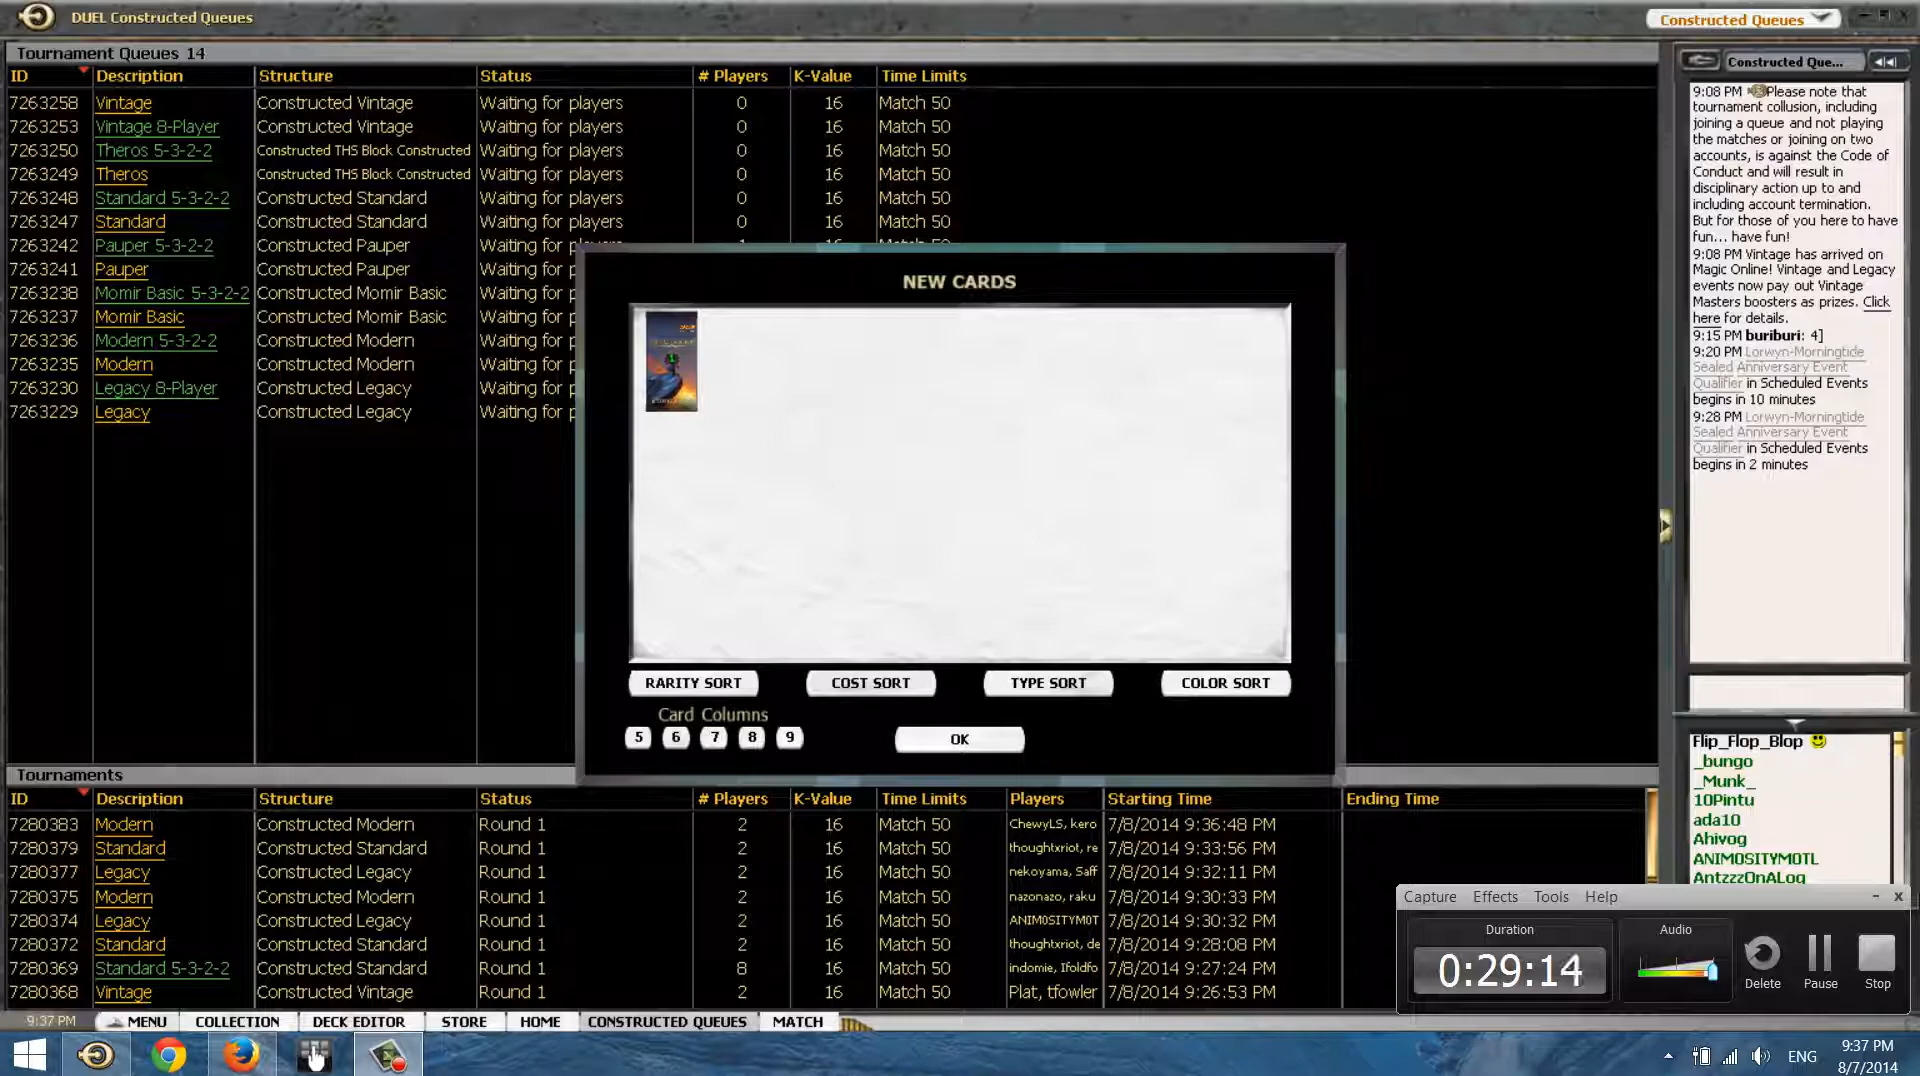 DUEL Constructed Queues
Constructed Queues
Tournament Queues 14
ID Description Structure Status # Players K-Value Time Limits
7263258 Vintage Constructed Vintage Waiting for players 0 16 Match 50
7263253 Vintage 8-Player Constructed Vintage Waiting for players 0 16 Match 50
7263250 Theros 5-3-2-2 Constructed THS Block Constructed Waiting for players 0 16 Match 50
7263249 Theros Constructed THS Block Constructed Waiting for players 0 16 Match 50
7263248 Standard 5-3-2-2 Constructed Standard Waiting for players 0 16 Match 50
7263247 Standard Constructed Standard Waiting for players 0 16 Match 50
7263242 Pauper 5-3-2-2 Constructed Pauper Waiting for players
7263241 Pauper Constructed Pauper Waiting for p
7263238 Momir Basic 5-3-2-2 Constructed Momir Basic Waiting for p
7263237 Momir Basic Constructed Momir Basic Waiting for p
7263236 Modern 5-3-2-2 Constructed Modern Waiting for p
7263235 Modern Constructed Modern Waiting for p
7263230 Legacy 8-Player Constructed Legacy Waiting for p
7263229 Legacy Constructed Legacy Waiting for p
NEW CARDS
RARITY SORT COST SORT TYPE SORT COLOR SORT
Card Columns
5 6 7 8 9 OK
Constructed Que...
9:08 PM Please note that
tournament collusion, including
joining a queue and not playing
the matches or joining on two
accounts, is against the Code of
Conduct and will result in
disciplinary action up to and
including account termination.
But for those of you here to have
fun... have fun!
9:08 PM Vintage has arrived on
Magic Online! Vintage and Legacy
events now pay out Vintage
Masters boosters as prizes. Click
here for details.
9:15 PM buriburi: 4]
9:20 PM Lorwyn-Morningtide
Sealed Anniversary Event
Qualifier in Scheduled Events
begins in 10 minutes
9:28 PM Lorwyn-Morningtide
Sealed Anniversary Event
Qualifier in Scheduled Events
begins in 2 minutes
Flip_Flop_Blop
_bungo
_Munk_
10Pintu
ada10
Ahivog
ANIM0SITYM0TL
AntzzzOnALog
Tournaments
ID Description Structure Status # Players K-Value Time Limits Players Starting Time Ending Time
7280383 Modern Constructed Modern Round 1 2 16 Match 50 ChewyLS, kero 7/8/2014 9:36:48 PM
7280379 Standard Constructed Standard Round 1 2 16 Match 50 thoughtxriot, re 7/8/2014 9:33:56 PM
7280377 Legacy Constructed Legacy Round 1 2 16 Match 50 nekoyama, Saff 7/8/2014 9:32:11 PM
7280375 Modern Constructed Modern Round 1 2 16 Match 50 nazonazo, raku 7/8/2014 9:30:33 PM
7280374 Legacy Constructed Legacy Round 1 2 16 Match 50 ANIM0SITYM0T 7/8/2014 9:30:32 PM
7280372 Standard Constructed Standard Round 1 2 16 Match 50 thoughtxriot, de 7/8/2014 9:28:08 PM
7280369 Standard 5-3-2-2 Constructed Standard Round 1 8 16 Match 50 indomie, Ifoldfo 7/8/2014 9:27:24 PM
7280368 Vintage Constructed Vintage Round 1 2 16 Match 50 Plat, tfowler 7/8/2014 9:26:53 PM
Capture Effects Tools Help
Duration Audio
0:29:14
Delete Pause Stop
9:37 PM MENU COLLECTION DECK EDITOR STORE HOME CONSTRUCTED QUEUES MATCH
ENG
9:37 PM
8/7/2014